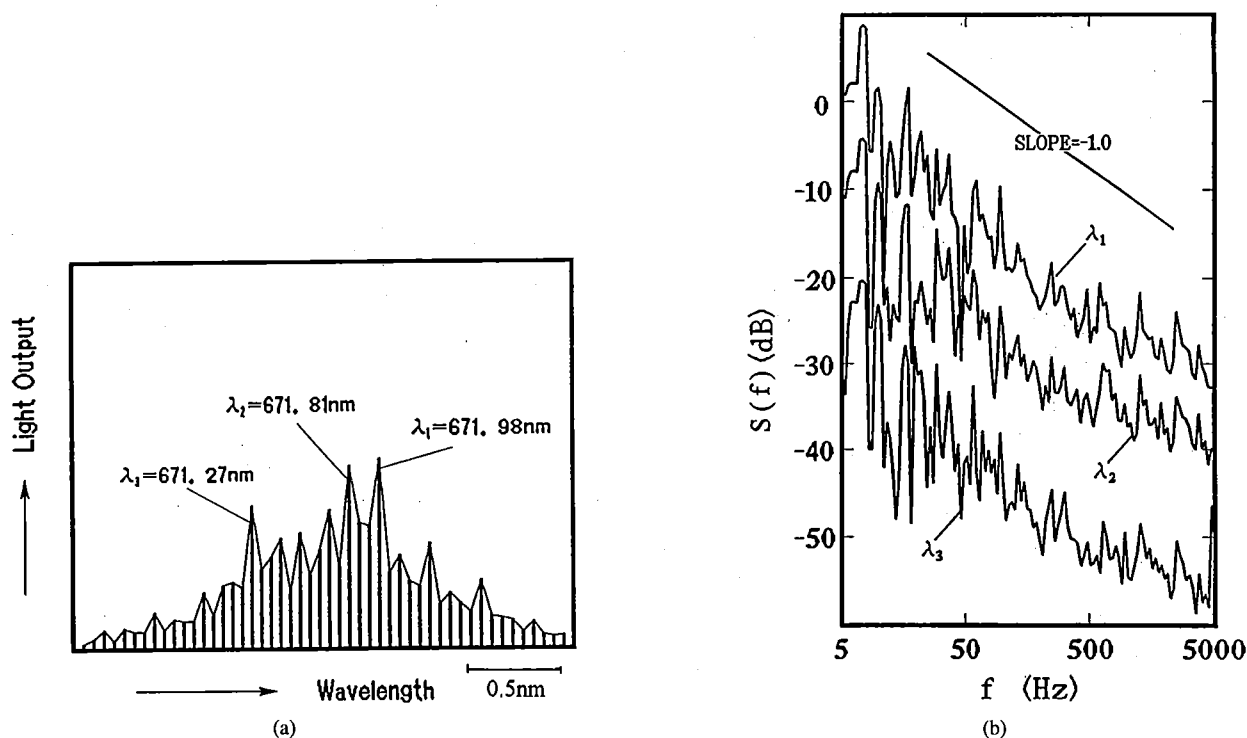 Light Output
λ₂=671. 81nm
λ₁=671. 98nm
λ₃=671. 27nm
Wavelength
0.5nm
(a)
S(f)⟨dB⟩
0
-10
-20
-30
-40
-50
SLOPE=-1.0
λ₁
λ₂
λ₃
5
50
500
5000
f ⟨Hz⟩
(b)